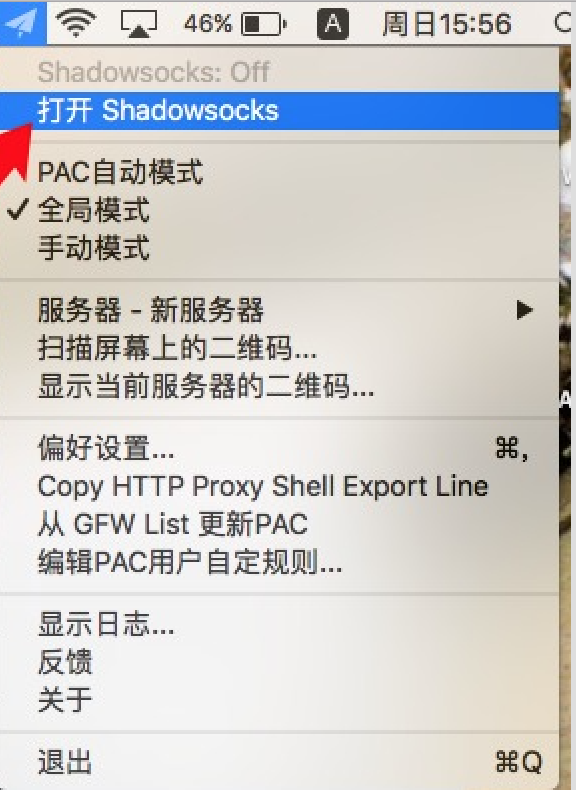 46% A 周日15:56
Shadowsocks: Off
打开 Shadowsocks
PAC自动模式
全局模式
手动模式
服务器 - 新服务器
扫描屏幕上的二维码...
显示当前服务器的二维码...
偏好设置... ⌘,
Copy HTTP Proxy Shell Export Line
从 GFW List 更新PAC
编辑PAC用户自定规则...
显示日志...
反馈
关于
退出 ⌘Q